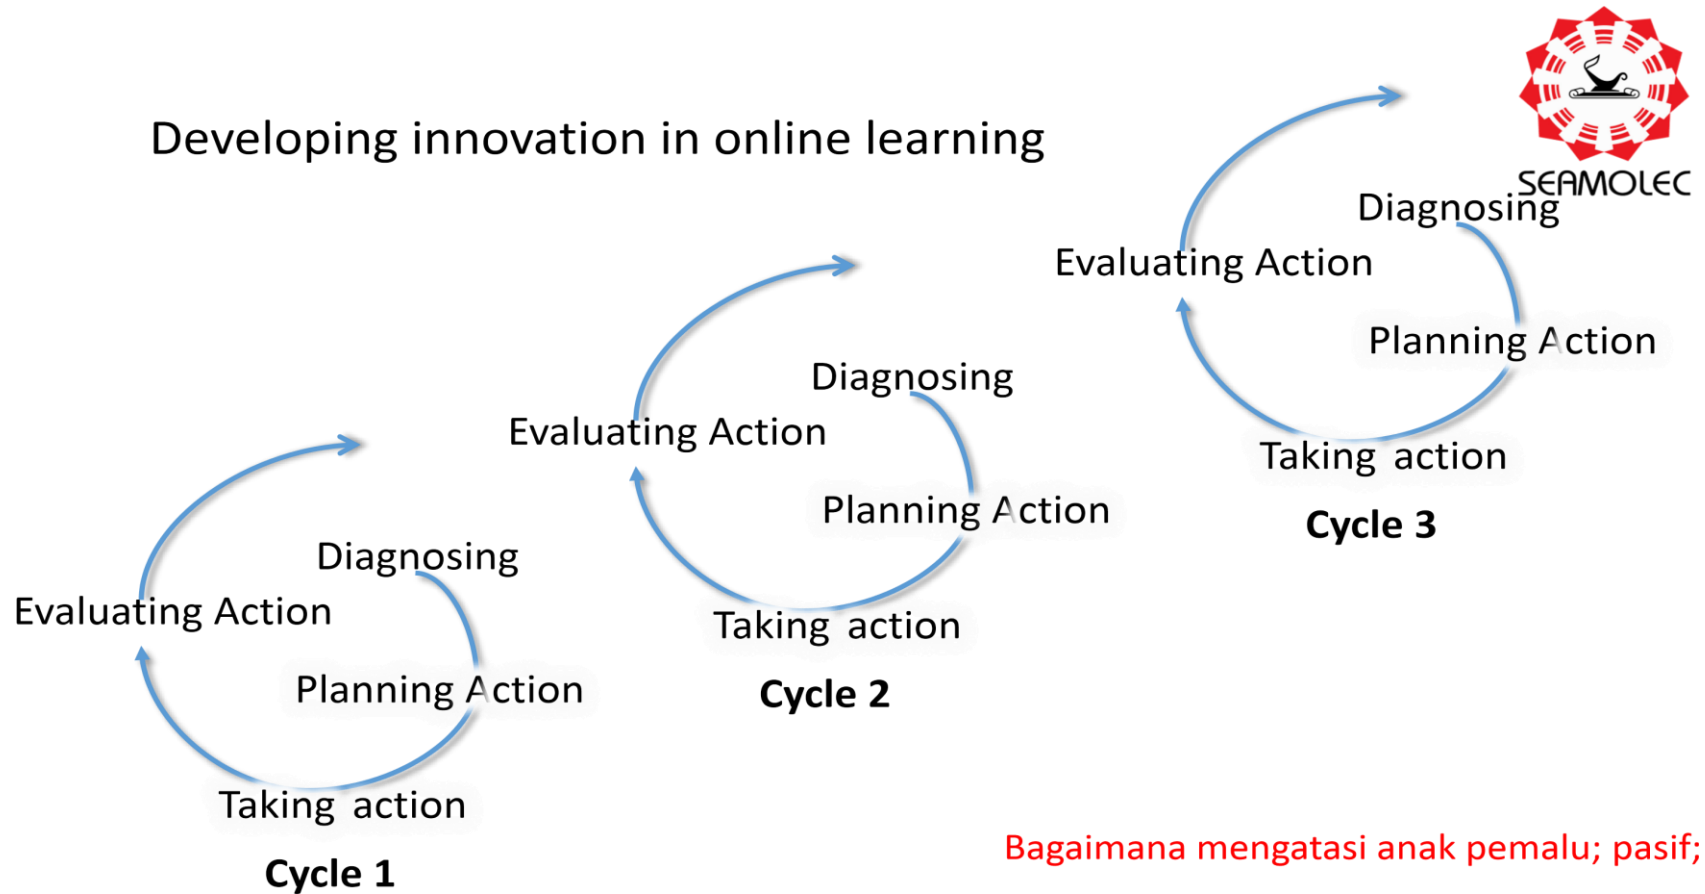 Developing innovation in online learning
SEAMOLEC
Diagnosing
Evaluating Action
Planning Action
Taking action
Cycle 3
Diagnosing
Evaluating Action
Planning Action
Taking action
Cycle 2
Diagnosing
Evaluating Action
Planning Action
Taking action
Cycle 1
Bagaimana mengatasi anak pemalu; pasif;